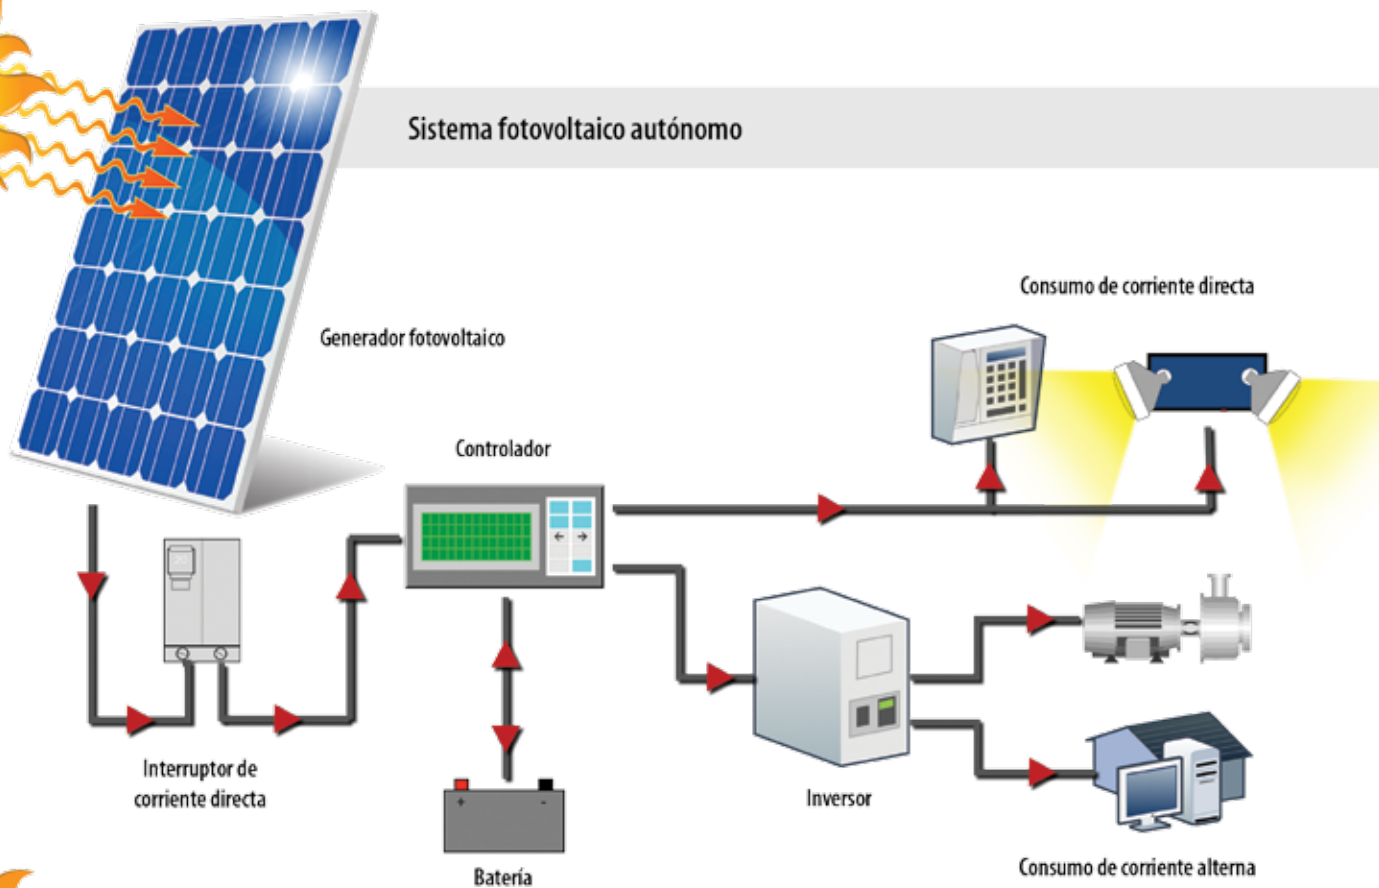 Sistema fotovoltaico autónomo
Consumo de corriente directa
Generador fotovoltaico
Controlador
Interruptor de
corriente directa
+ -
Inversor
Batería
Consumo de corriente alterna